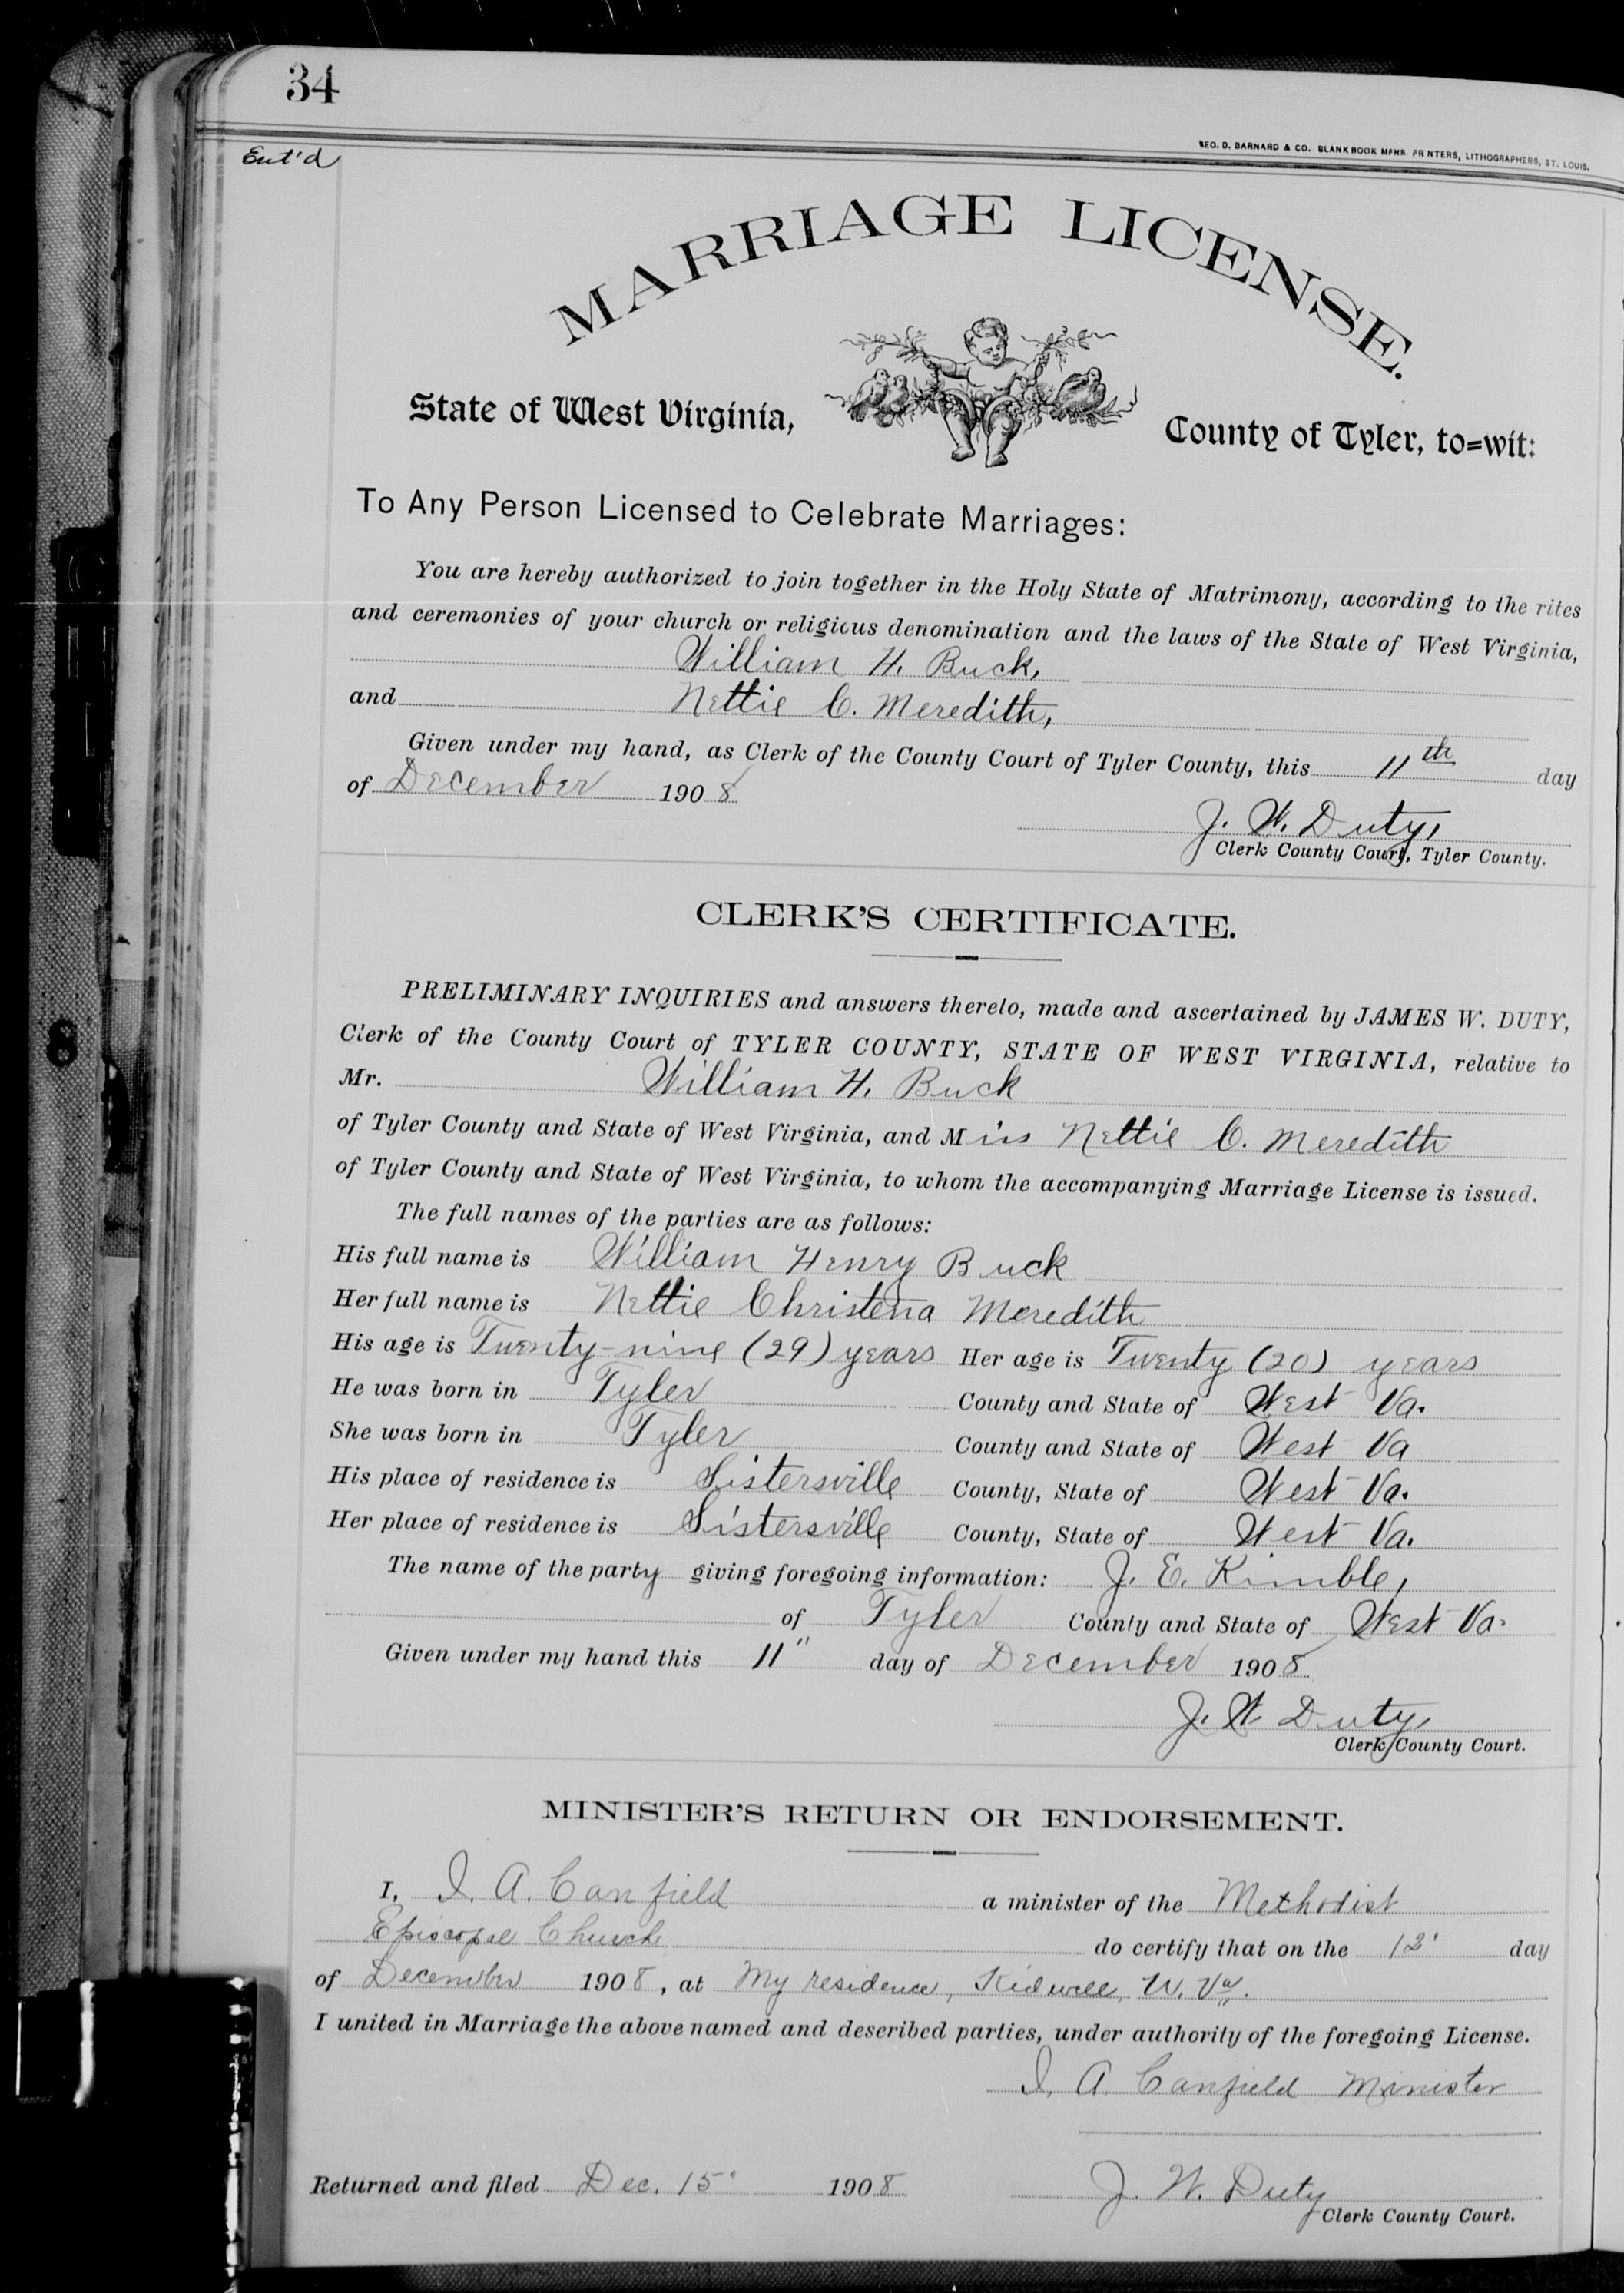 34
Ent'd
GEO. D. BARNARD & CO. BLANK BOOK MFRS. PRINTERS, LITHOGRAPHERS, ST. LOUIS.
MARRIAGE LICENSE.
State of West Virginia, County of Tyler, to=wit:
To Any Person Licensed to Celebrate Marriages:
You are hereby authorized to join together in the Holy State of Matrimony, according to the rites
and ceremonies of your church or religious denomination and the laws of the State of West Virginia,
William H. Buck,
and Nettie C. Meredith,
Given under my hand, as Clerk of the County Court of Tyler County, this 11th day
of December 1908
J. W. Duty,
Clerk County Court, Tyler County.
CLERK'S CERTIFICATE.
PRELIMINARY INQUIRIES and answers thereto, made and ascertained by JAMES W. DUTY,
Clerk of the County Court of TYLER COUNTY, STATE OF WEST VIRGINIA, relative to
Mr. William H. Buck
of Tyler County and State of West Virginia, and Miss Nettie C. Meredith
of Tyler County and State of West Virginia, to whom the accompanying Marriage License is issued.
The full names of the parties are as follows:
His full name is William Henry Buck
Her full name is Nettie Christena Meredith
His age is Twenty-nine (29) years Her age is Twenty (20) years
He was born in Tyler County and State of West Va.
She was born in Tyler County and State of West Va
His place of residence is Sistersville County, State of West Va.
Her place of residence is Sistersville County, State of West Va.
The name of the party giving foregoing information: J. E. Kimble,
of Tyler County and State of West Va.
Given under my hand this 11" day of December 1908
J. W. Duty,
Clerk County Court.
MINISTER'S RETURN OR ENDORSEMENT.
I, I. A. Canfield a minister of the Methodist
Episcopal Church do certify that on the 12' day
of December 1908, at My residence, Kidwell, W. Va.
I united in Marriage the above named and described parties, under authority of the foregoing License.
I. A. Canfield Minister
Returned and filed Dec. 15" 1908 J. W. Duty
Clerk County Court.
8